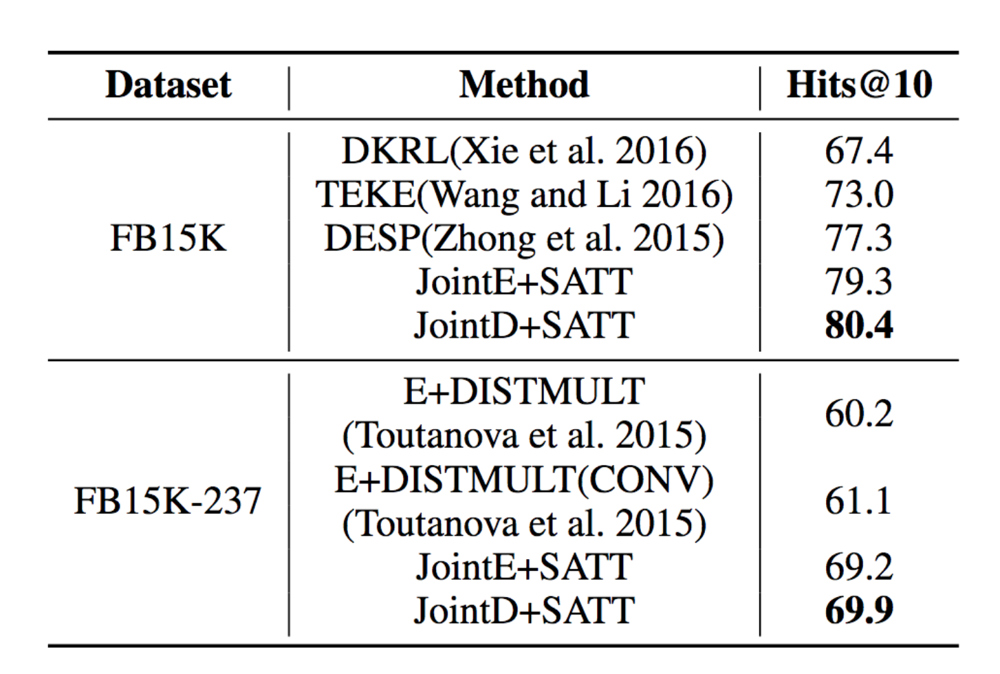 Dataset Method Hits@10
DKRL(Xie et al. 2016) 67.4
TEKE(Wang and Li 2016) 73.0
FB15K DESP(Zhong et al. 2015) 77.3
JointE+SATT 79.3
JointD+SATT 80.4
E+DISTMULT
(Toutanova et al. 2015) 60.2
E+DISTMULT(CONV)
(Toutanova et al. 2015) 61.1
FB15K-237
JointE+SATT 69.2
JointD+SATT 69.9